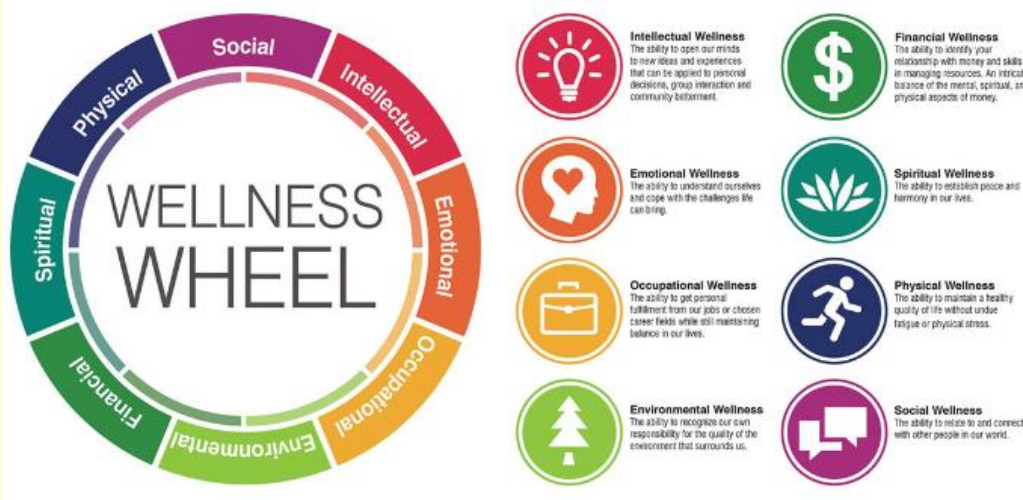 Social
Intellectual
Emotional
Occupational
Environmental
Financial
Spiritual
Physical
WELLNESS
WHEEL
Intellectual Wellness
The ability to open our minds
to new ideas and experiences
that can be applied to personal
decisions, group interaction and
community betterment.
Emotional Wellness
The ability to understand ourselves
and cope with the challenges life
can bring.
Occupational Wellness
The ability to get personal
fulfillment from our jobs or chosen
career fields while still maintaining
balance in our lives.
Environmental Wellness
The ability to recognize our own
responsibility for the quality of the
environment that surrounds us.
Financial Wellness
The ability to identify your
relationship with money and skills
in managing resources. An intricat
balance of the mental, spiritual, an
physical aspects of money.
Spiritual Wellness
The ability to establish peace and
harmony in our lives.
Physical Wellness
The ability to maintain a healthy
quality of life without undue
fatigue or physical stress.
Social Wellness
The ability to relate to and connect
with other people in our world.